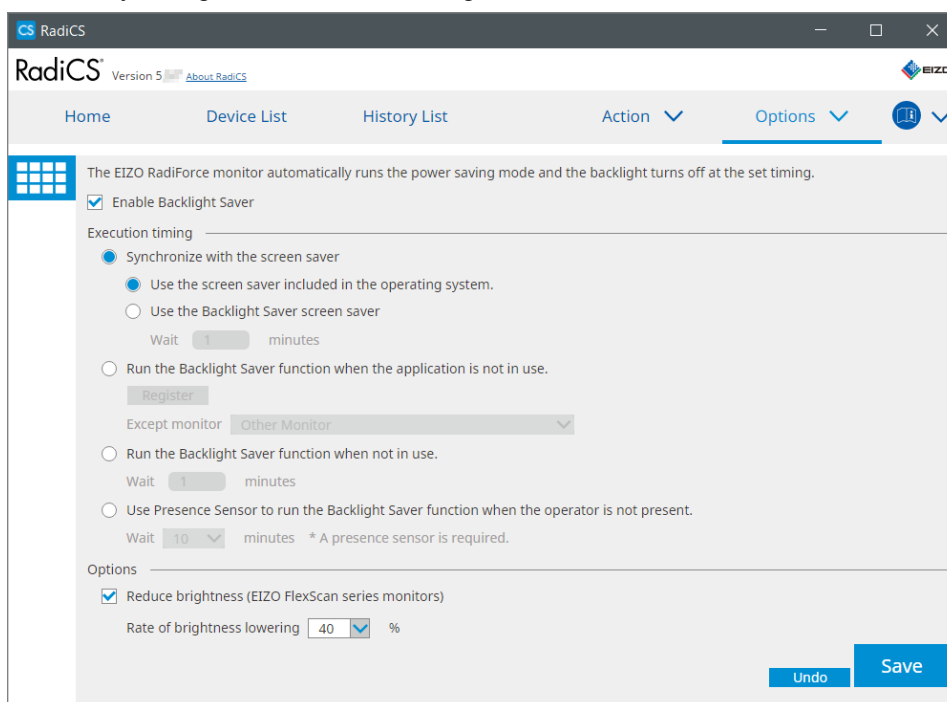 CS RadiCS
RadiCS® Version 5. About RadiCS
Home Device List History List Action Options
The EIZO RadiForce monitor automatically runs the power saving mode and the backlight turns off at the set timing.
Enable Backlight Saver
Execution timing
Synchronize with the screen saver
Use the screen saver included in the operating system.
Use the Backlight Saver screen saver
Wait 1 minutes
Run the Backlight Saver function when the application is not in use.
Register
Except monitor Other Monitor
Run the Backlight Saver function when not in use.
Wait 1 minutes
Use Presence Sensor to run the Backlight Saver function when the operator is not present.
Wait 10 minutes * A presence sensor is required.
Options
Reduce brightness (EIZO FlexScan series monitors)
Rate of brightness lowering 40 %
Undo Save